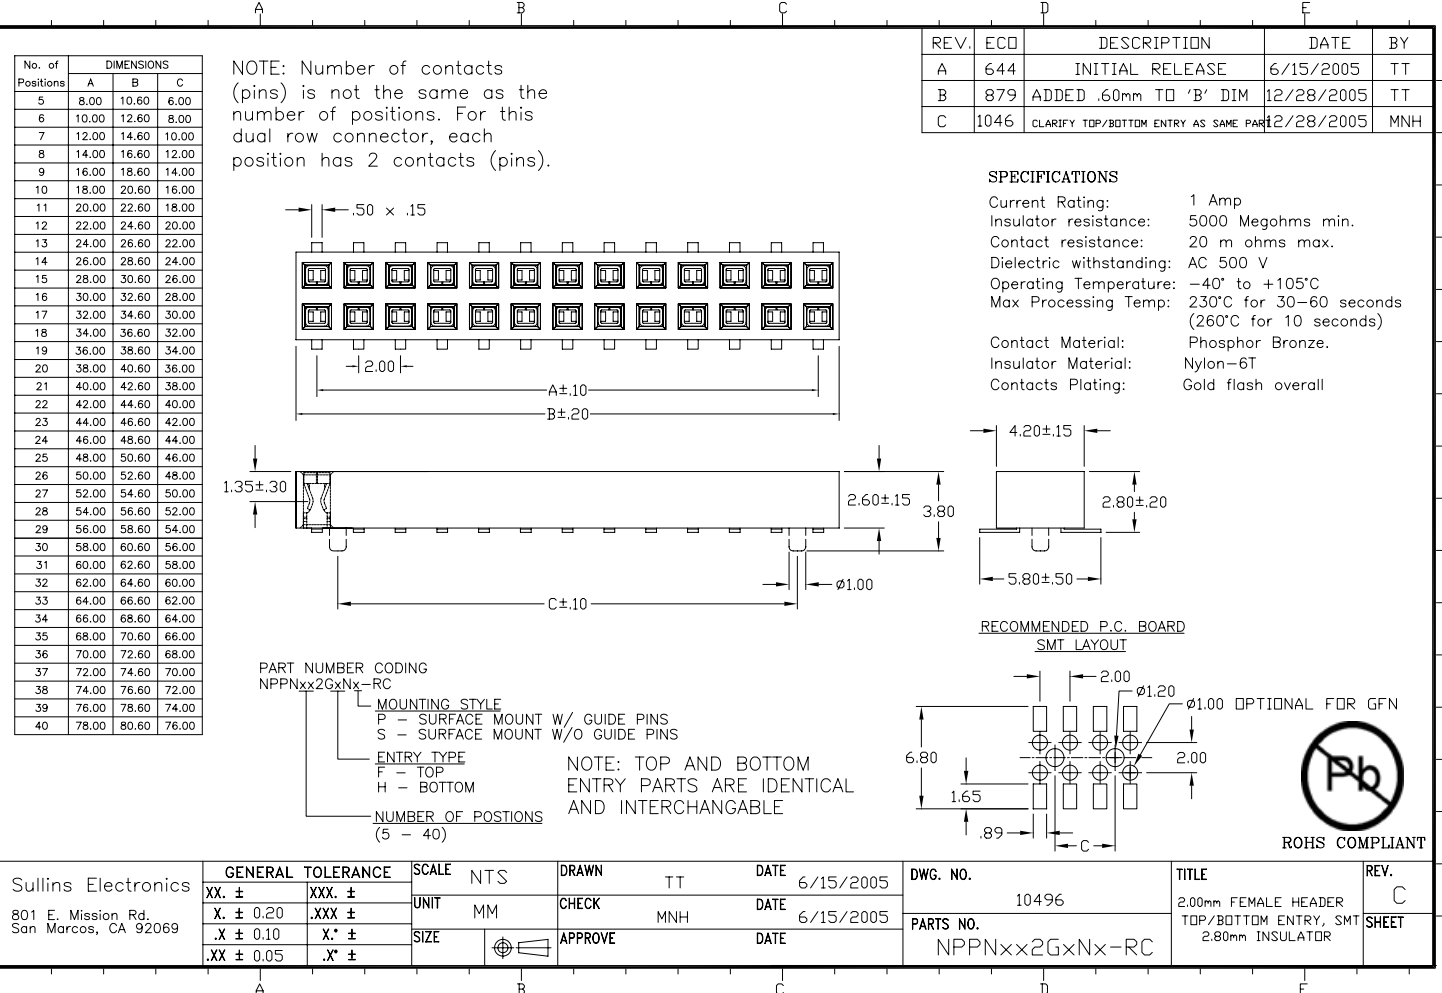 A B C D E
REV. ECO DESCRIPTION DATE BY
A 644 INITIAL RELEASE 6/15/2005 TT
B 879 ADDED .60mm TO 'B' DIM 12/28/2005 TT
C 1046 CLARIFY TOP/BOTTOM ENTRY AS SAME PART 12/28/2005 MNH
No. of Positions DIMENSIONS
A B C
5 8.00 10.60 6.00
6 10.00 12.60 8.00
7 12.00 14.60 10.00
8 14.00 16.60 12.00
9 16.00 18.60 14.00
10 18.00 20.60 16.00
11 20.00 22.60 18.00
12 22.00 24.60 20.00
13 24.00 26.60 22.00
14 26.00 28.60 24.00
15 28.00 30.60 26.00
16 30.00 32.60 28.00
17 32.00 34.60 30.00
18 34.00 36.60 32.00
19 36.00 38.60 34.00
20 38.00 40.60 36.00
21 40.00 42.60 38.00
22 42.00 44.60 40.00
23 44.00 46.60 42.00
24 46.00 48.60 44.00
25 48.00 50.60 46.00
26 50.00 52.60 48.00
27 52.00 54.60 50.00
28 54.00 56.60 52.00
29 56.00 58.60 54.00
30 58.00 60.60 56.00
31 60.00 62.60 58.00
32 62.00 64.60 60.00
33 64.00 66.60 62.00
34 66.00 68.60 64.00
35 68.00 70.60 66.00
36 70.00 72.60 68.00
37 72.00 74.60 70.00
38 74.00 76.60 72.00
39 76.00 78.60 74.00
40 78.00 80.60 76.00
NOTE: Number of contacts
(pins) is not the same as the
number of positions. For this
dual row connector, each
position has 2 contacts (pins).
SPECIFICATIONS
Current Rating: 1 Amp
Insulator resistance: 5000 Megohms min.
Contact resistance: 20 m ohms max.
Dielectric withstanding: AC 500 V
Operating Temperature: −40° to +105°C
Max Processing Temp: 230°C for 30−60 seconds
(260°C for 10 seconds)
Contact Material: Phosphor Bronze.
Insulator Material: Nylon−6T
Contacts Plating: Gold flash overall
.50 x .15
2.00
A±.10
B±.20
1.35±.30
2.60±.15
3.80
ø1.00
C±.10
4.20±.15
2.80±.20
5.80±.50
PART NUMBER CODING
NPPNxx2GxNx−RC
MOUNTING STYLE
P − SURFACE MOUNT W/ GUIDE PINS
S − SURFACE MOUNT W/O GUIDE PINS
ENTRY TYPE
F − TOP
H − BOTTOM
NUMBER OF POSTIONS
(5 − 40)
NOTE: TOP AND BOTTOM
ENTRY PARTS ARE IDENTICAL
AND INTERCHANGABLE
RECOMMENDED P.C. BOARD
SMT LAYOUT
2.00
ø1.20
ø1.00 OPTIONAL FOR GFN
6.80
2.00
1.65
.89
C
Pb
ROHS COMPLIANT
Sullins Electronics
801 E. Mission Rd.
San Marcos, CA 92069
GENERAL TOLERANCE
XX. ± XXX. ±
X. ± 0.20 .XXX ±
.X ± 0.10 X.° ±
.XX ± 0.05 .X° ±
SCALE NTS
UNIT MM
SIZE
DRAWN TT DATE 6/15/2005
CHECK MNH DATE 6/15/2005
APPROVE DATE
DWG. NO.
10496
PARTS NO.
NPPNxx2GxNx−RC
TITLE
2.00mm FEMALE HEADER
TOP/BOTTOM ENTRY, SMT
2.80mm INSULATOR
REV.
C
SHEET
A B C D E